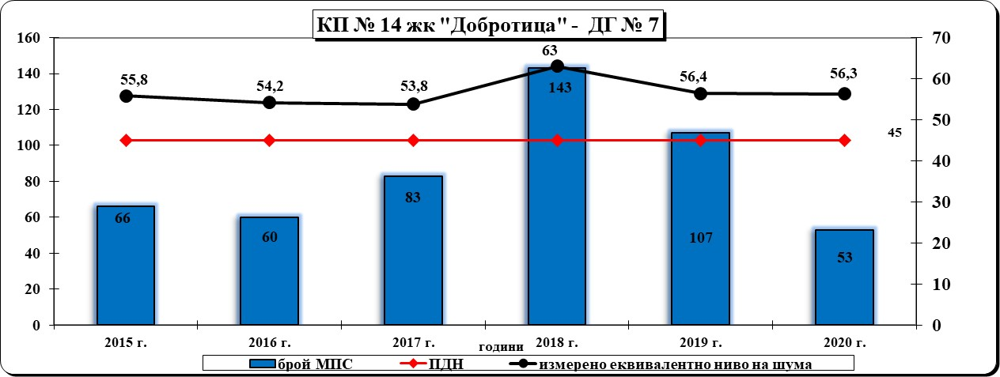 КП № 14 жк "Добротица" - ДГ № 7
160
140
120
100
80
60
40
20
0
70
60
50
40
30
20
10
0
55,8
54,2
53,8
63
56,4
56,3
45
66
60
83
143
107
53
2015 г.
2016 г.
2017 г.
2018 г.
2019 г.
2020 г.
години
брой МПС
ПДН
измерено еквивалентно ниво на шума